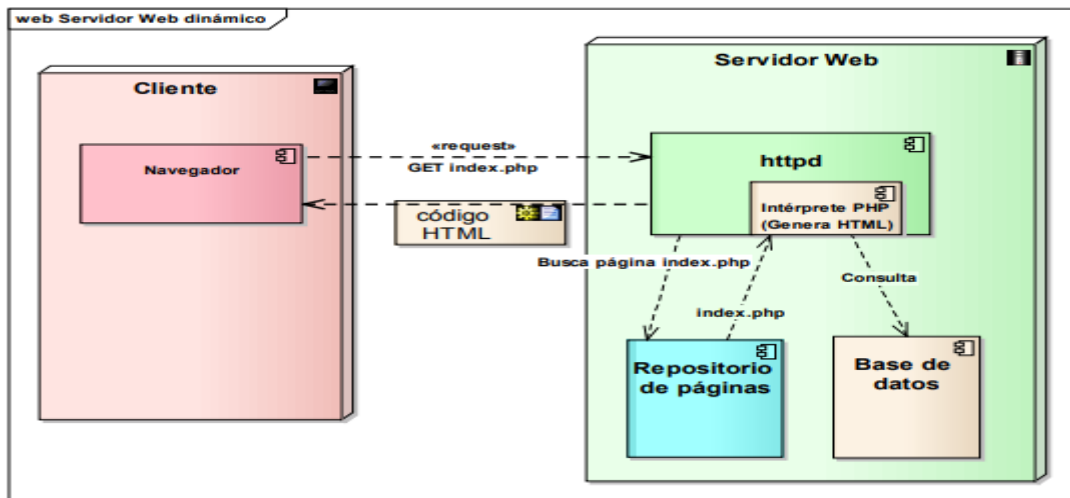 web Servidor Web dinámico
Cliente
Navegador
«request»
GET index.php
código
HTML
Servidor Web
httpd
Intérprete PHP
(Genera HTML)
Busca página index.php
index.php
Consulta
Repositorio
de páginas
Base de
datos